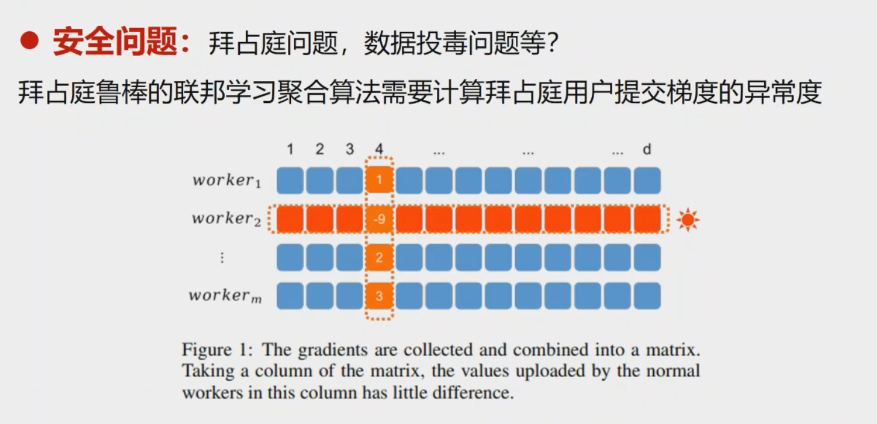 安全问题：拜占庭问题，数据投毒问题等？
拜占庭鲁棒的联邦学习聚合算法需要计算拜占庭用户提交梯度的异常度
1 2 3 4 ... ... ... d
worker1 1
worker2 -9
⋮ 2
workerm 3
Figure 1: The gradients are collected and combined into a matrix.
Taking a column of the matrix, the values uploaded by the normal
workers in this column has little difference.